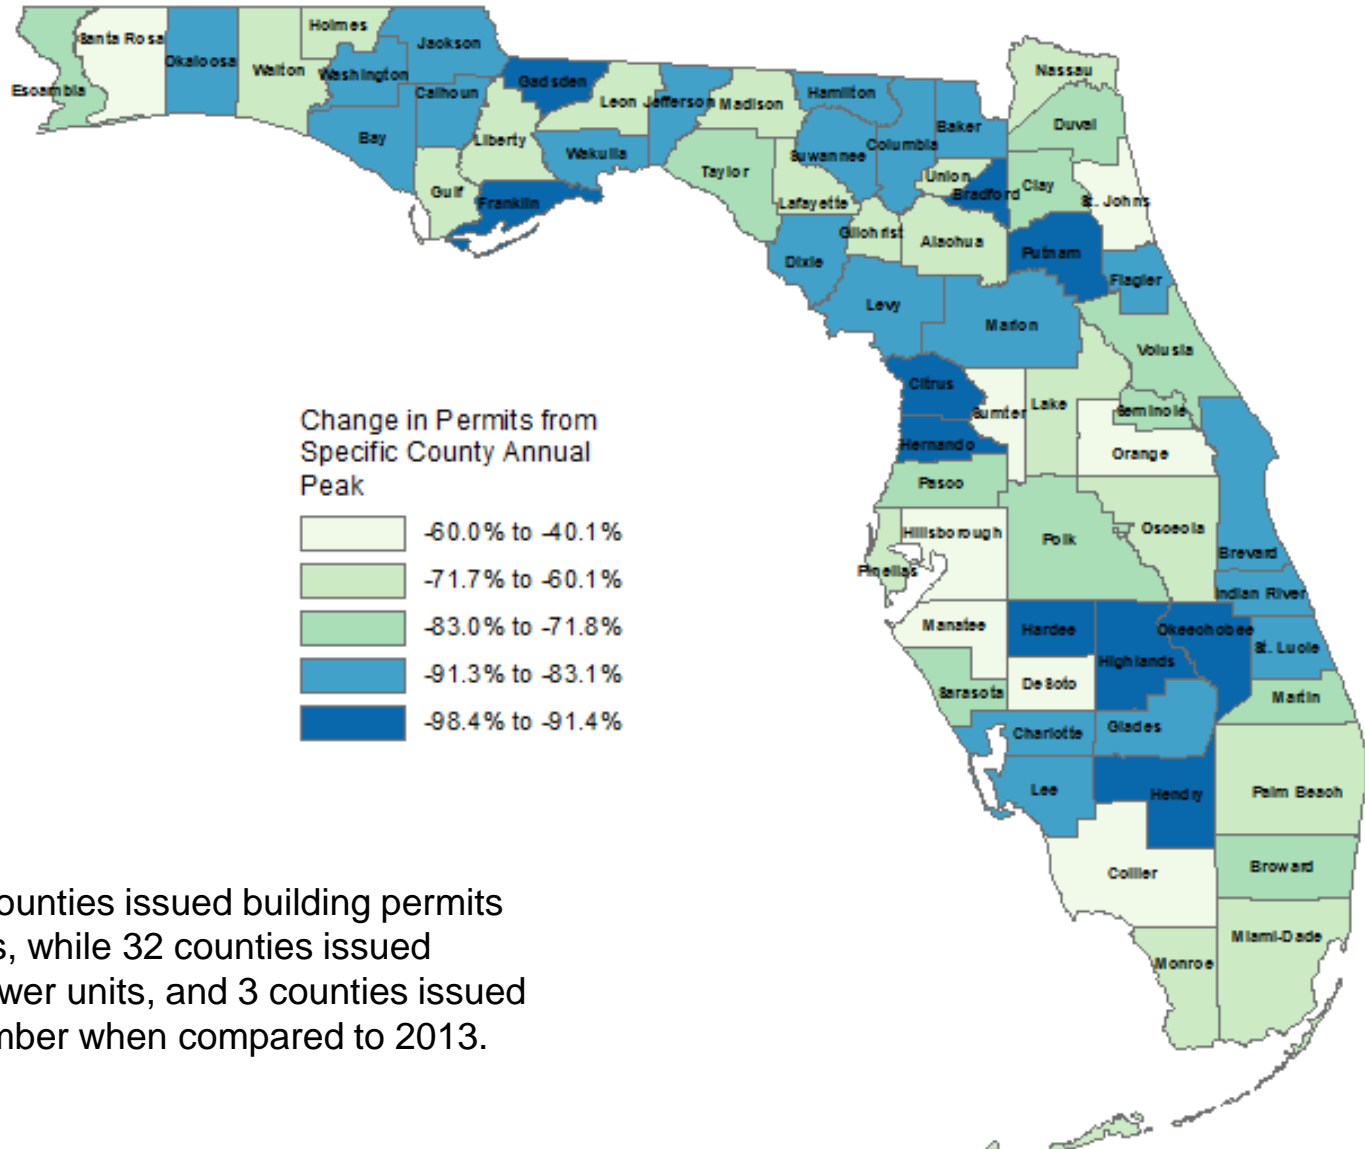 Holmes
Santa Rosa
Jackson
Okaloosa
Walton
Washington
Escambia
Calhoun
Gadsden
Leon
Jefferson
Madison
Hamilton
Nassau
Bay
Liberty
Wakulla
Suwannee
Columbia
Baker
Duval
Taylor
Union
Bradford
Clay
Gulf
Franklin
Lafayette
St. Johns
Gilchrist
Alachua
Putnam
Dixie
Flagler
Levy
Marion
Volusia
Citrus
Sumter
Lake
Seminole
Hernando
Orange
Change in Permits from
Specific County Annual
Peak
-60.0% to -40.1%
-71.7% to -60.1%
-83.0% to -71.8%
-91.3% to -83.1%
-98.4% to -91.4%
Pasco
Hillsborough
Polk
Osceola
Brevard
Pinellas
Indian River
Manatee
Hardee
Okeechobee
Highlands
St. Lucie
Sarasota
DeSoto
Martin
Charlotte
Glades
Lee
Hendry
Palm Beach
Collier
Broward
Miami-Dade
Monroe
ounties issued building permits
s, while 32 counties issued
wer units, and 3 counties issued
mber when compared to 2013.